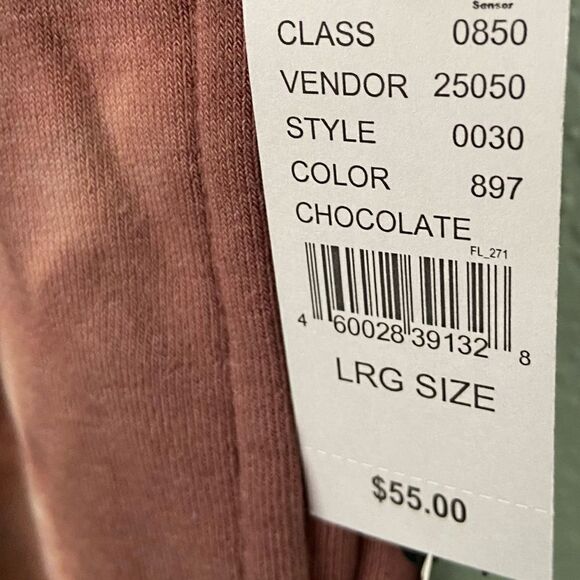 Sensor
CLASS 0850
VENDOR 25050
STYLE 0030
COLOR 897
CHOCOLATE
FL_271
4 60028 39132 8
LRG SIZE
$55.00